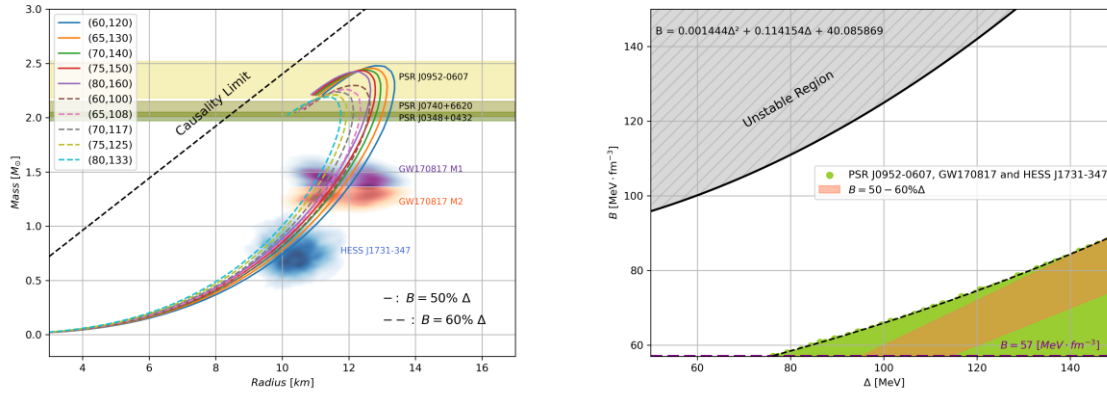 3.0
2.5
2.0
1.5
1.0
0.5
0.0
Mass [M⊙]
(60,120)
(65,130)
(70,140)
(75,150)
(80,160)
(60,100)
(65,108)
(70,117)
(75,125)
(80,133)
Causality Limit
PSR J0952-0607
PSR J0740+6620
PSR J0348+0432
GW170817 M1
GW170817 M2
HESS J1731-347
– : B = 50% Δ
– – : B = 60% Δ
4 6 8 10 12 14 16
Radius [km]
140
120
100
80
60
B [MeV · fm⁻³]
B = 0.001444Δ² + 0.114154Δ + 40.085869
Unstable Region
PSR J0952-0607, GW170817 and HESS J1731-347
B = 50 − 60%Δ
B = 57 [MeV · fm⁻³]
60 80 100 120 140
Δ [MeV]